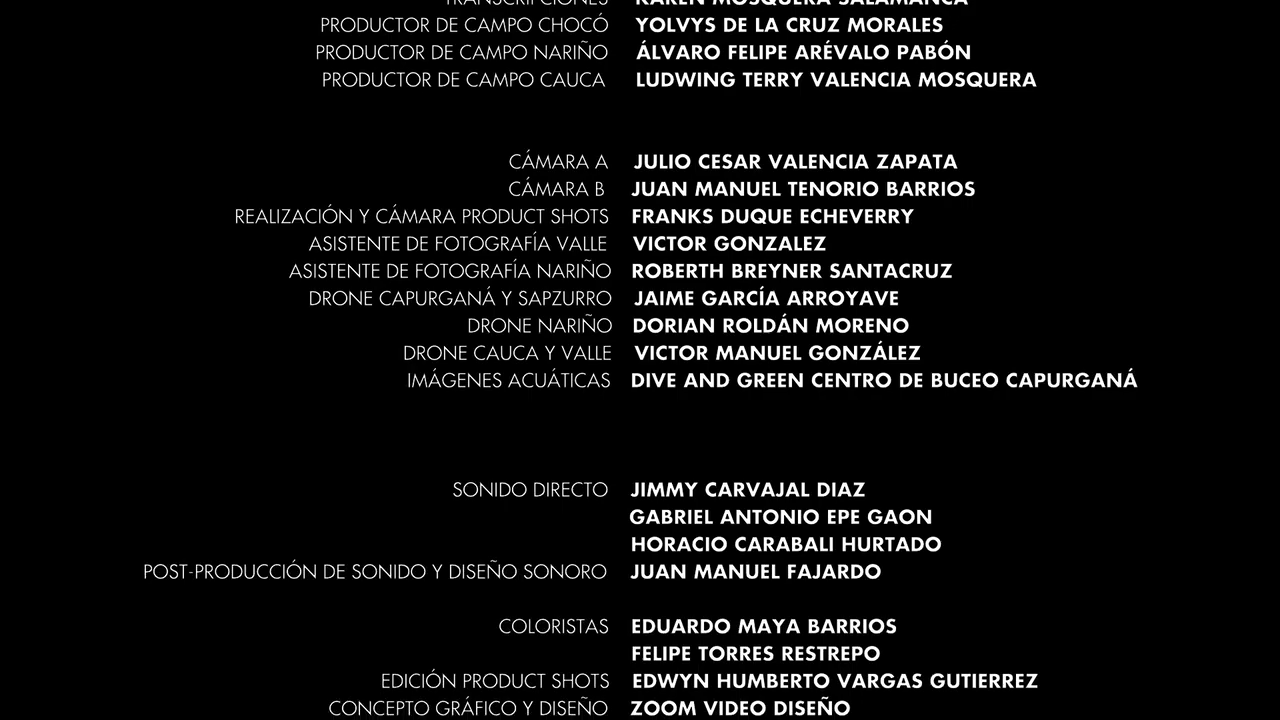 TRANSCRIPCIONES KAREN MOSQUERA SALAMANCA
PRODUCTOR DE CAMPO CHOCÓ YOLVYS DE LA CRUZ MORALES
PRODUCTOR DE CAMPO NARIÑO ÁLVARO FELIPE ARÉVALO PABÓN
PRODUCTOR DE CAMPO CAUCA LUDWING TERRY VALENCIA MOSQUERA
CÁMARA A JULIO CESAR VALENCIA ZAPATA
CÁMARA B JUAN MANUEL TENORIO BARRIOS
REALIZACIÓN Y CÁMARA PRODUCT SHOTS FRANKS DUQUE ECHEVERRY
ASISTENTE DE FOTOGRAFÍA VALLE VICTOR GONZALEZ
ASISTENTE DE FOTOGRAFÍA NARIÑO ROBERTH BREYNER SANTACRUZ
DRONE CAPURGANÁ Y SAPZURRO JAIME GARCÍA ARROYAVE
DRONE NARIÑO DORIAN ROLDÁN MORENO
DRONE CAUCA Y VALLE VICTOR MANUEL GONZÁLEZ
IMÁGENES ACUÁTICAS DIVE AND GREEN CENTRO DE BUCEO CAPURGANÁ
SONIDO DIRECTO JIMMY CARVAJAL DIAZ
GABRIEL ANTONIO EPE GAON
HORACIO CARABALI HURTADO
POST-PRODUCCIÓN DE SONIDO Y DISEÑO SONORO JUAN MANUEL FAJARDO
COLORISTAS EDUARDO MAYA BARRIOS
FELIPE TORRES RESTREPO
EDICIÓN PRODUCT SHOTS EDWYN HUMBERTO VARGAS GUTIERREZ
CONCEPTO GRÁFICO Y DISEÑO ZOOM VIDEO DISEÑO